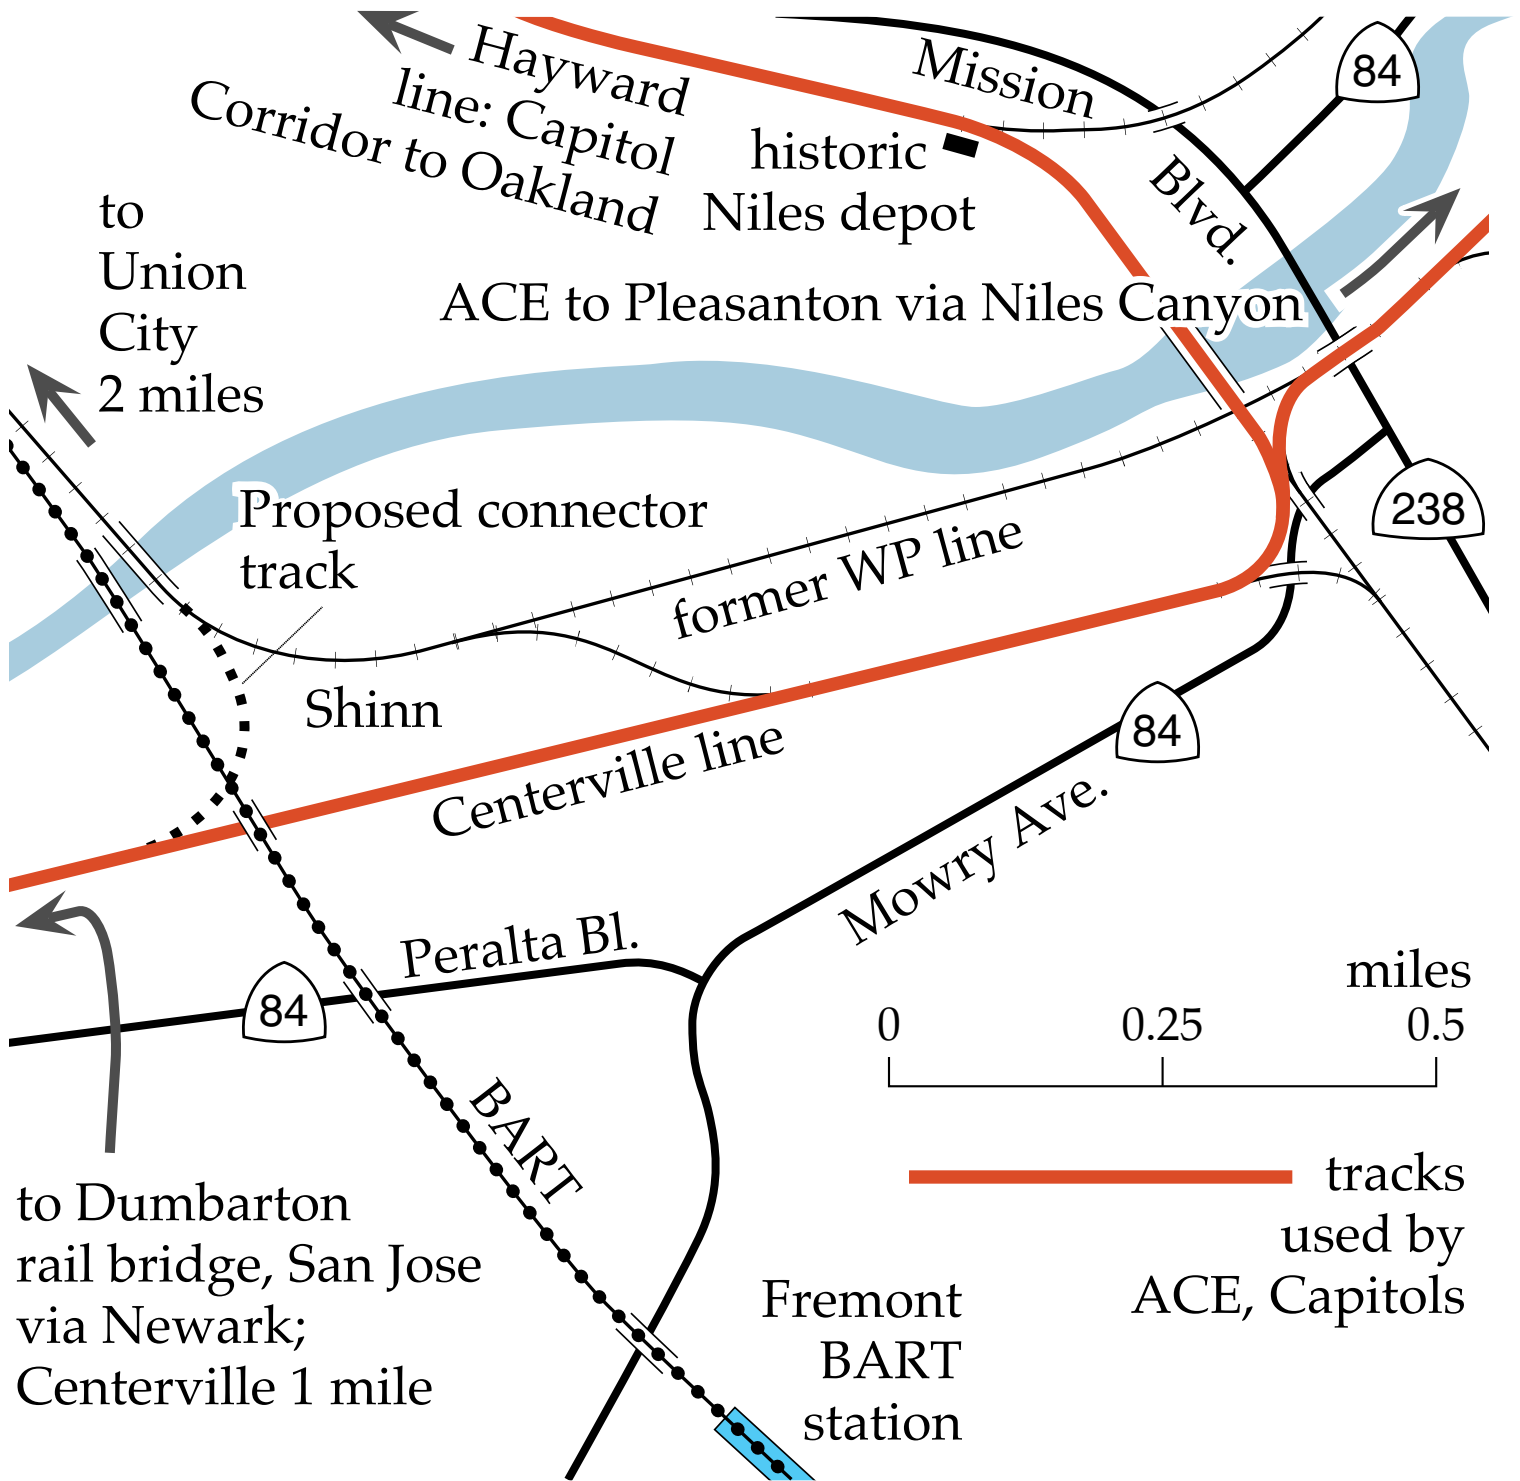 Hayward
line: Capitol
Corridor to Oakland
Mission
Blvd.
84
historic
Niles depot
to
Union
City
2 miles
ACE to Pleasanton via Niles Canyon
Proposed connector
track
former WP line
238
Shinn
Centerville line
84
Mowry Ave.
Peralta Bl.
84
miles
0 0.25 0.5
BART
to Dumbarton
rail bridge, San Jose
via Newark;
Centerville 1 mile
tracks
used by
ACE, Capitols
Fremont
BART
station